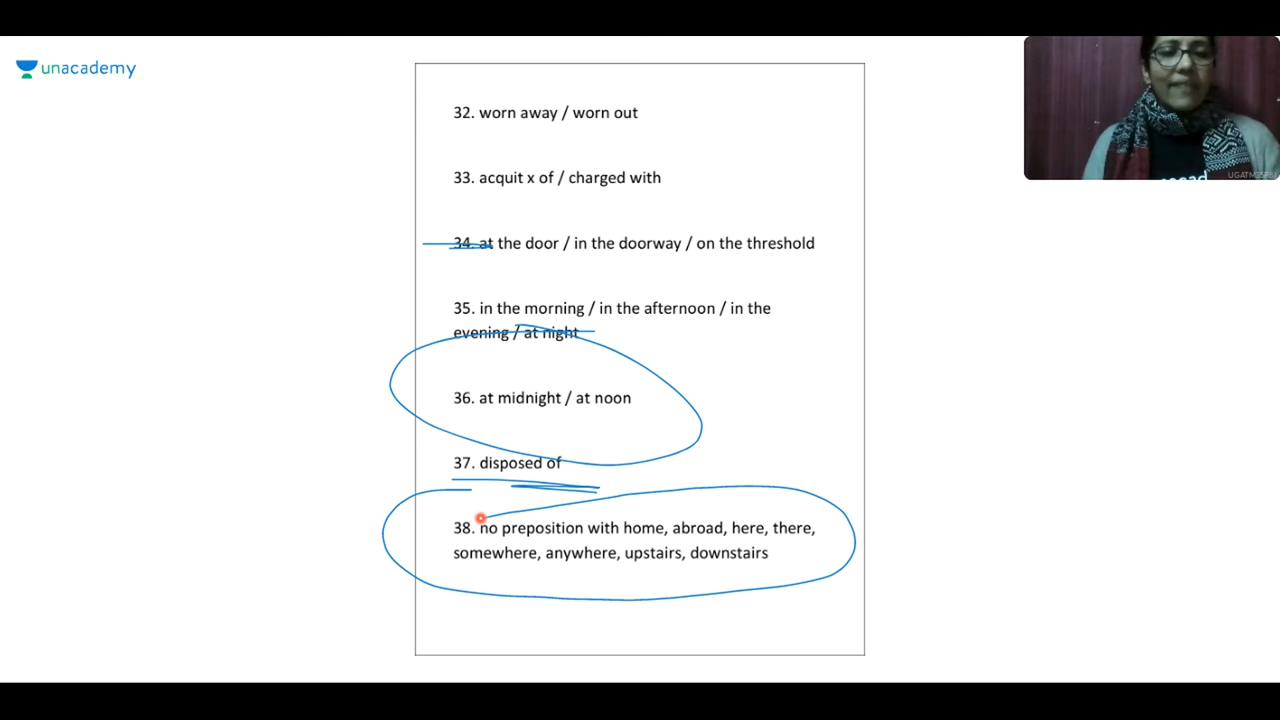 unacademy
32. worn away / worn out
33. acquit x of / charged with
34. at the door / in the doorway / on the threshold
35. in the morning / in the afternoon / in the
evening / at night
36. at midnight / at noon
37. disposed of
38. no preposition with home, abroad, here, there,
somewhere, anywhere, upstairs, downstairs